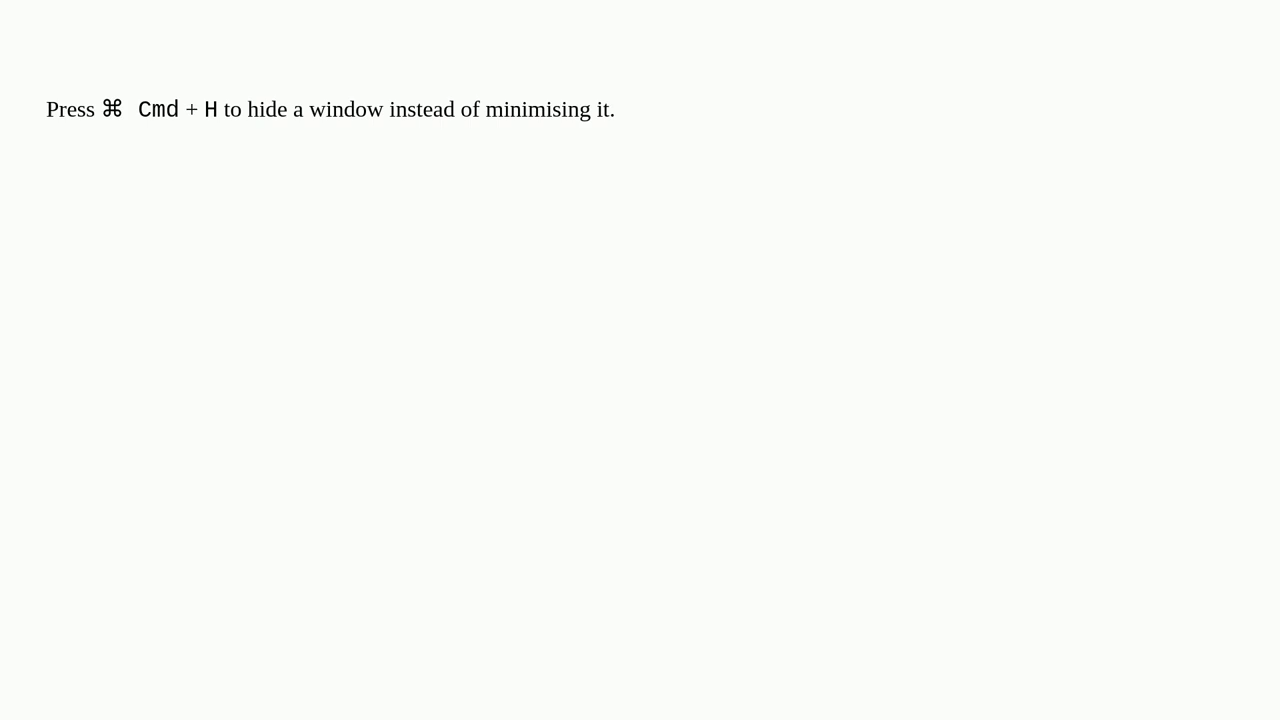 Press ⌘ Cmd + H to hide a window instead of minimising it.